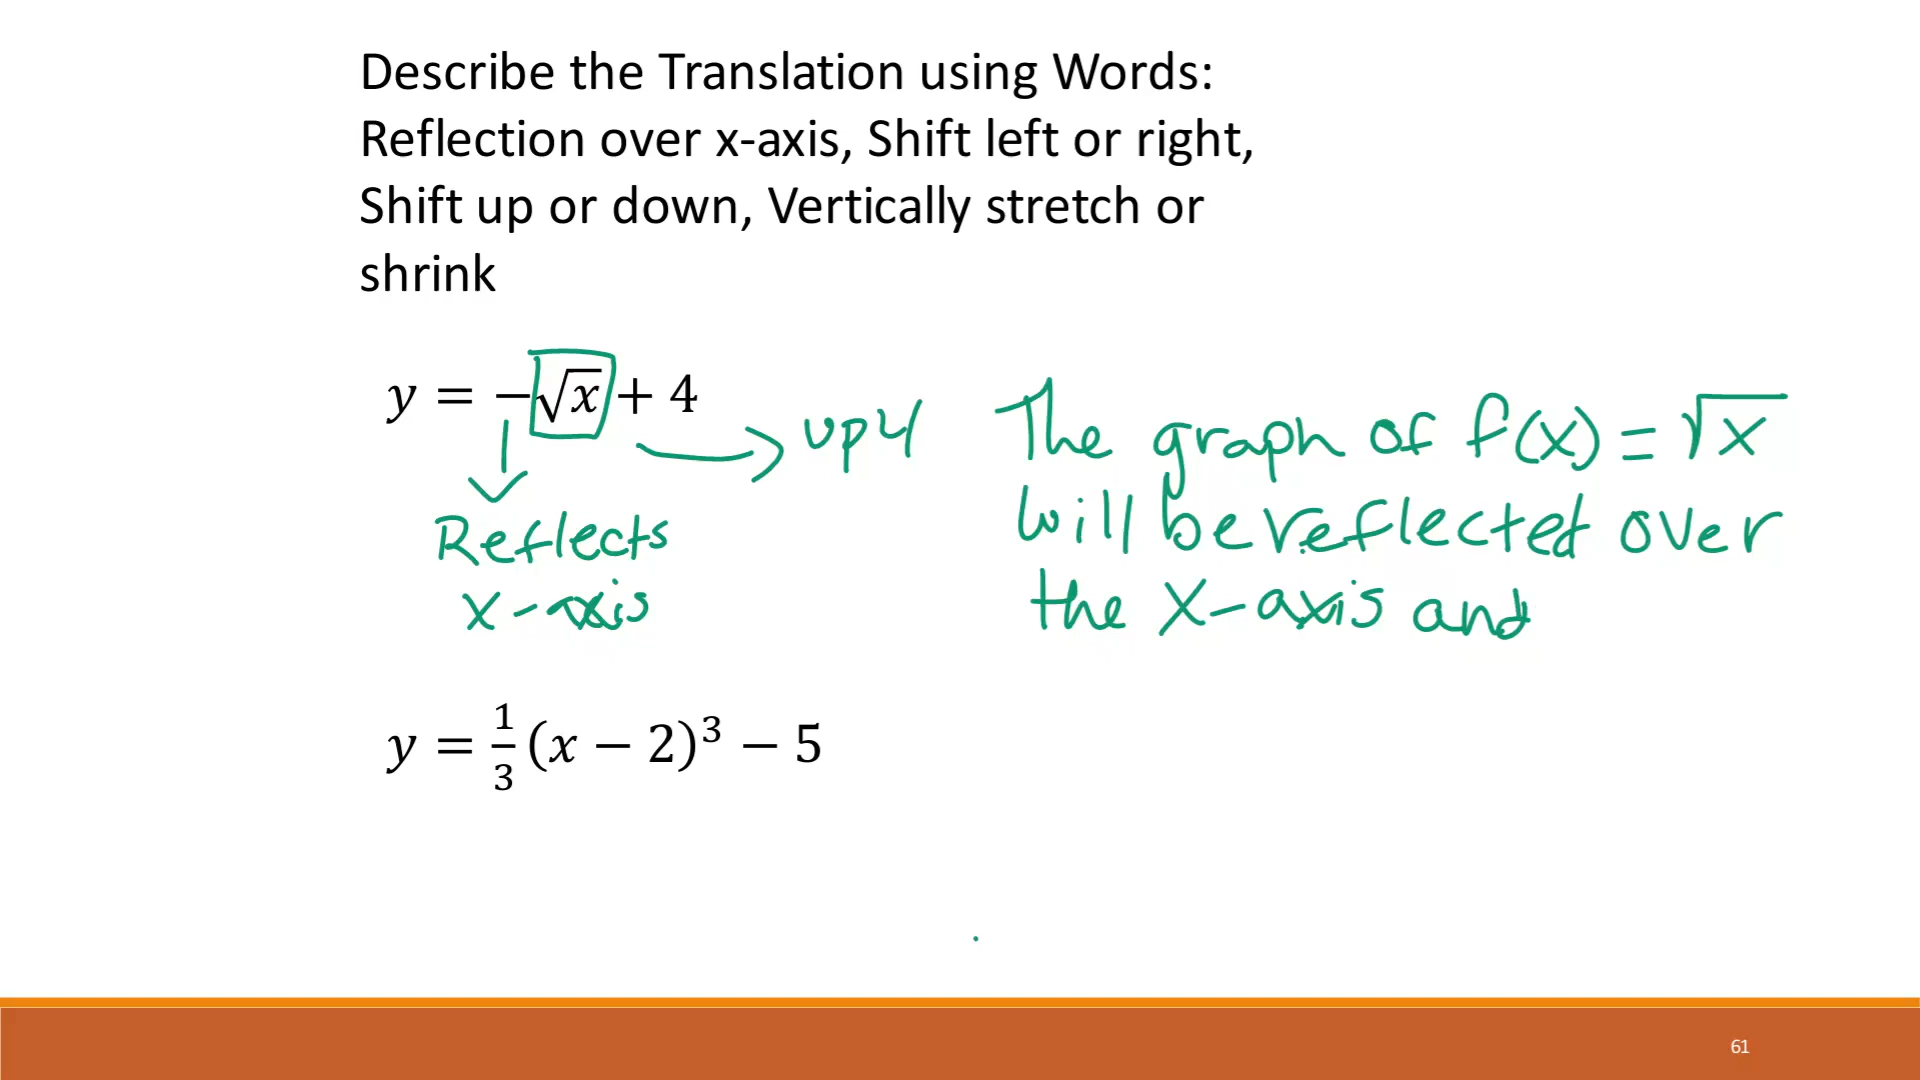 Describe the Translation using Words:
Reflection over x-axis, Shift left or right,
Shift up or down, Vertically stretch or
shrink
y = −√x + 4
up 4
Reflects
x-axis
The graph of f(x) = √x
will be reflected over
the x-axis and
y = 1/3 (x − 2)³ − 5
61